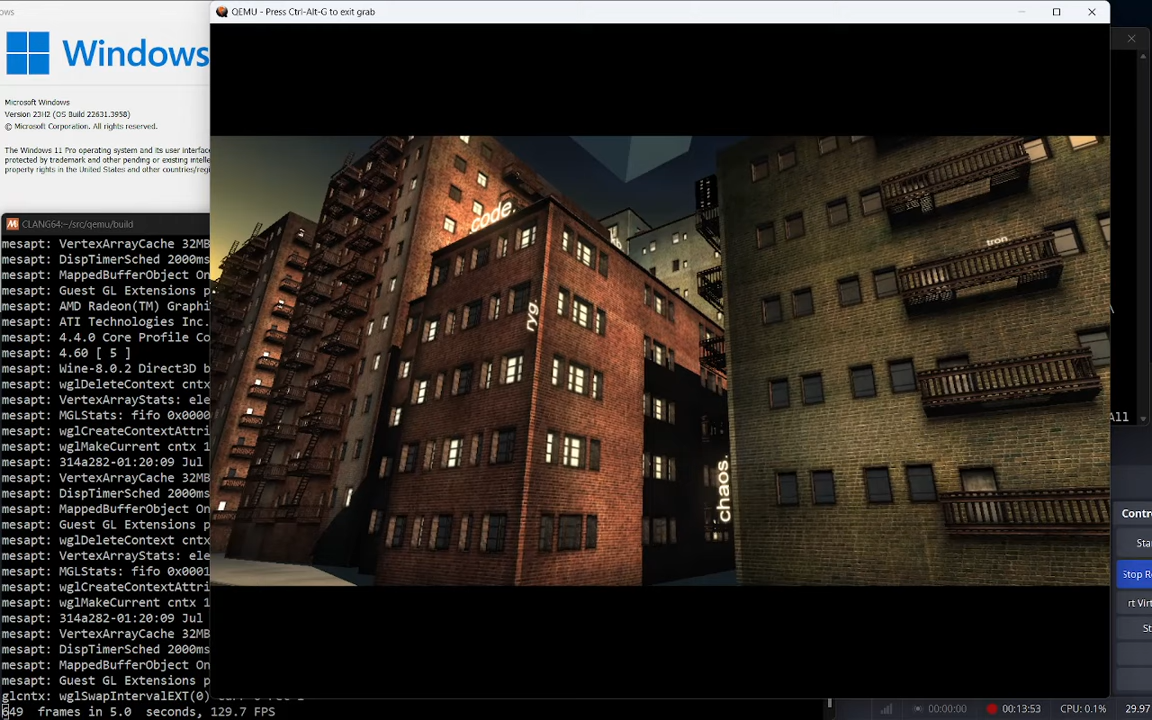 ows
QEMU - Press Ctrl-Alt-G to exit grab
Windows
Microsoft Windows
Version 23H2 (OS Build 22631.3958)
© Microsoft Corporation. All rights reserved.
The Windows 11 Pro operating system and its user interfac
protected by trademark and other pending or existing intelle
property rights in the United States and other countries/regi
CLANG64:~/src/qemu/build
mesapt: VertexArrayCache 32MB
mesapt: DispTimerSched 2000ms
mesapt: MappedBufferObject On
mesapt: Guest GL Extensions p
mesapt: AMD Radeon(TM) Graphi
mesapt: ATI Technologies Inc.
mesapt: 4.4.0 Core Profile Co
mesapt: 4.60 [ 5 ]
mesapt: Wine-8.0.2 Direct3D b
mesapt: wglDeleteContext cntx
mesapt: VertexArrayStats: ele
mesapt: MGLStats: fifo 0x0000
mesapt: wglCreateContextAttri
mesapt: wglMakeCurrent cntx 1
mesapt: 314a282-01:20:09 Jul
mesapt: VertexArrayCache 32MB
mesapt: DispTimerSched 2000ms
mesapt: MappedBufferObject On
mesapt: Guest GL Extensions p
mesapt: wglDeleteContext cntx
mesapt: VertexArrayStats: ele
mesapt: MGLStats: fifo 0x0001
mesapt: wglCreateContextAttri
mesapt: wglMakeCurrent cntx 1
mesapt: 314a282-01:20:09 Jul
mesapt: VertexArrayCache 32MB
mesapt: DispTimerSched 2000ms
mesapt: MappedBufferObject On
mesapt: Guest GL Extensions p
glcntx: wglSwapIntervalEXT(0)
649 frames in 5.0 seconds, 129.7 FPS
code.
ryg.
tron
chaos.
\
All
Contro
Sta
Stop Re
rt Virt
St
00:00:00
00:13:53
CPU: 0.1%
29.97